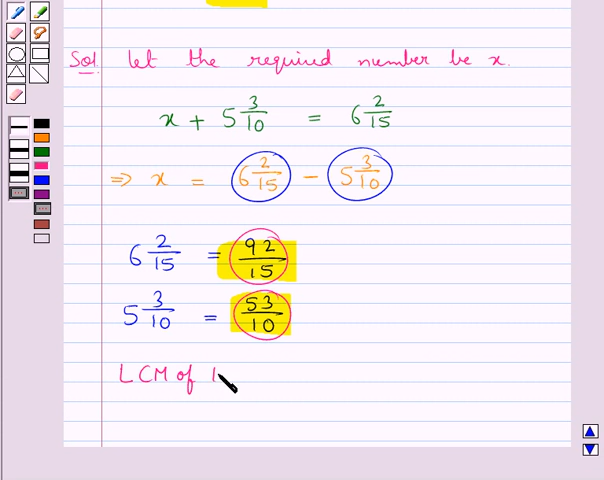 Sol let the required number be x.
x + 5 3/10 = 6 2/15
⇒ x = 6 2/15 - 5 3/10
6 2/15 = 92/15
5 3/10 = 53/10
LCM of 1